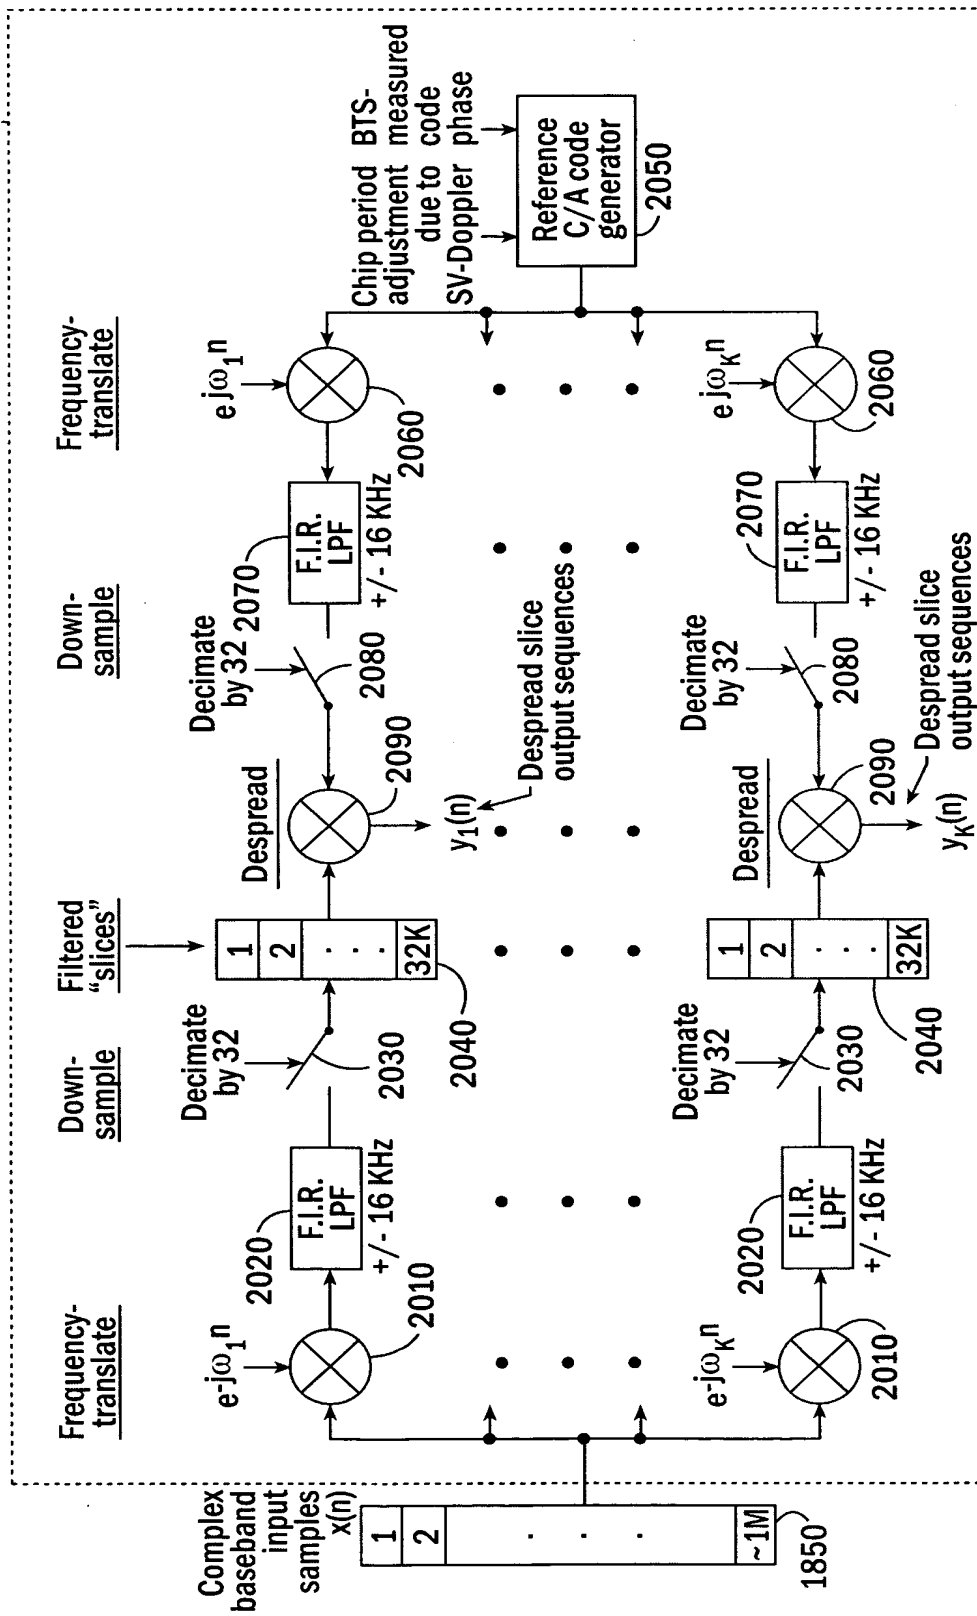 Complex
baseband
input
samples
x(n)
1
2
. . .
~1M
1850
Frequency-
translate
e-jω1n
2010
2020
F.I.R.
LPF
+/- 16 KHz
Down-
sample
Decimate
by 32
2030
Filtered
“slices”
1
2
. . .
32K
2040
Despread
2090
y1(n)
Despread slice
output sequences
Down-
sample
Decimate
by 32
2080
2070
F.I.R.
LPF
+/- 16 KHz
Frequency-
translate
e jω1n
2060
Chip period
adjustment
due to
SV-Doppler
BTS-
measured
code
phase
Reference
C/A code
generator
2050
e-jωKn
2010
2020
F.I.R.
LPF
+/- 16 KHz
Decimate
by 32
2030
1
2
. . .
32K
2040
Despread
2090
yK(n)
Despread slice
output sequences
Decimate
by 32
2080
2070
F.I.R.
LPF
+/- 16 KHz
e jωKn
2060